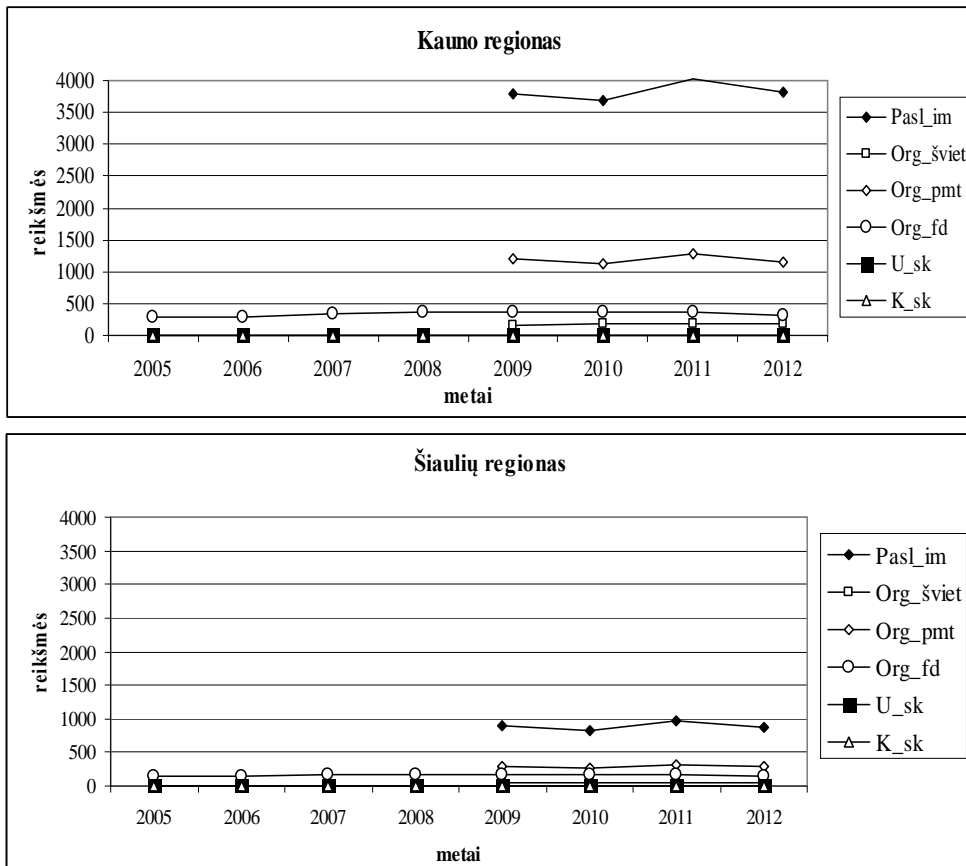 Kauno regionas
reikšmės
4000
3500
3000
2500
2000
1500
1000
500
0
2005 2006 2007 2008 2009 2010 2011 2012
metai
Pasl_im
Org_šviet
Org_pmt
Org_fd
U_sk
K_sk
Šiaulių regionas
reikšmės
4000
3500
3000
2500
2000
1500
1000
500
0
2005 2006 2007 2008 2009 2010 2011 2012
metai
Pasl_im
Org_šviet
Org_pmt
Org_fd
U_sk
K_sk